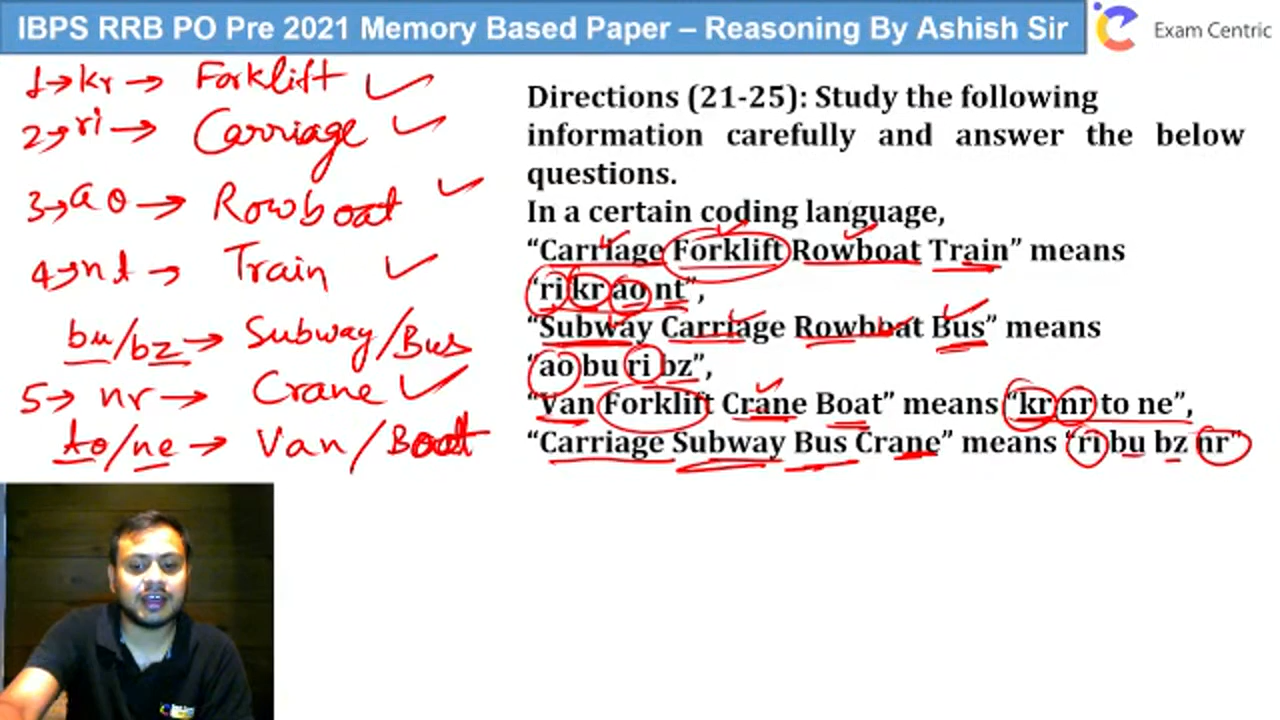 IBPS RRB PO Pre 2021 Memory Based Paper – Reasoning By Ashish Sir
Exam Centric
1→ kr → Forklift
2→ ri → Carriage
3→ ao → Rowboat
4→ nt → Train
bu/bz → Subway/Bus
5→ nr → Crane
to/ne → Van/Boat
Directions (21-25): Study the following
information carefully and answer the below
questions.
In a certain coding language,
“Carriage Forklift Rowboat Train” means
“ri kr ao nt”,
“Subway Carriage Rowboat Bus” means
“ao bu ri bz”,
“Van Forklift Crane Boat” means “kr nr to ne”,
“Carriage Subway Bus Crane” means “ri bu bz nr”